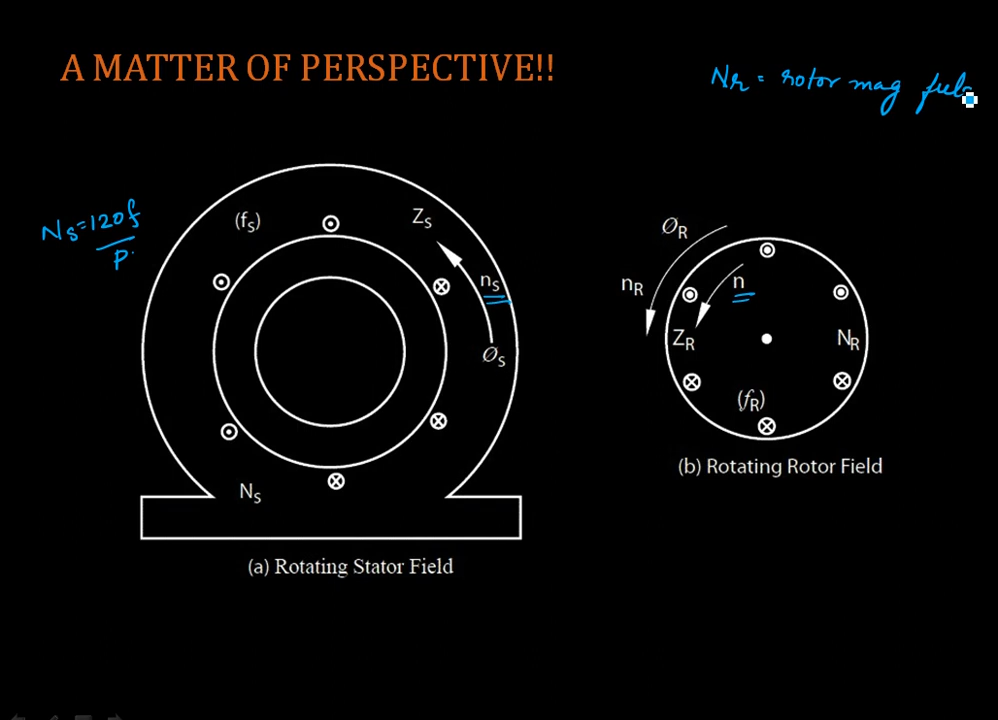 A MATTER OF PERSPECTIVE!!
Nr = rotor mag
Ns = 120f
P
(fS)
ZS
nS
ØS
NS
(a) Rotating Stator Field
ØR
nR
n
ZR
NR
(fR)
(b) Rotating Rotor Field